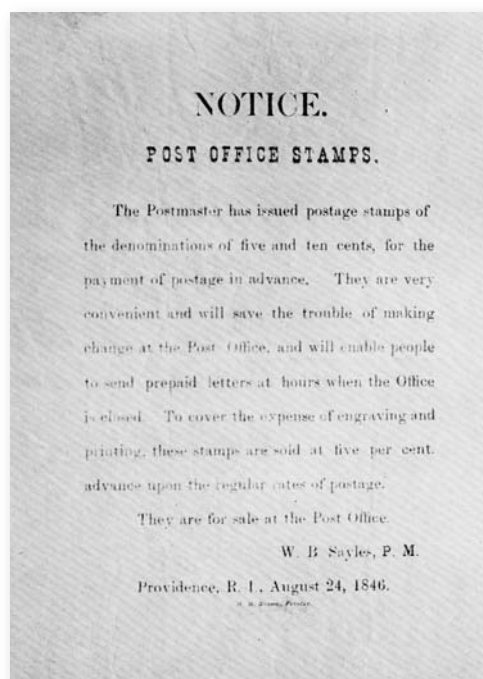 NOTICE.
POST OFFICE STAMPS.
The Postmaster has issued postage stamps of
the denominations of five and ten cents, for the
payment of postage in advance. They are very
convenient and will save the trouble of making
change at the Post Office, and will enable people
to send prepaid letters at hours when the Office
is closed. To cover the expense of engraving and
printing, these stamps are sold at five per cent.
advance upon the regular rates of postage.
They are for sale at the Post Office.
W. B Sayles, P. M.
Providence, R. I., August 24, 1846.
H. H. Brown, Printer.